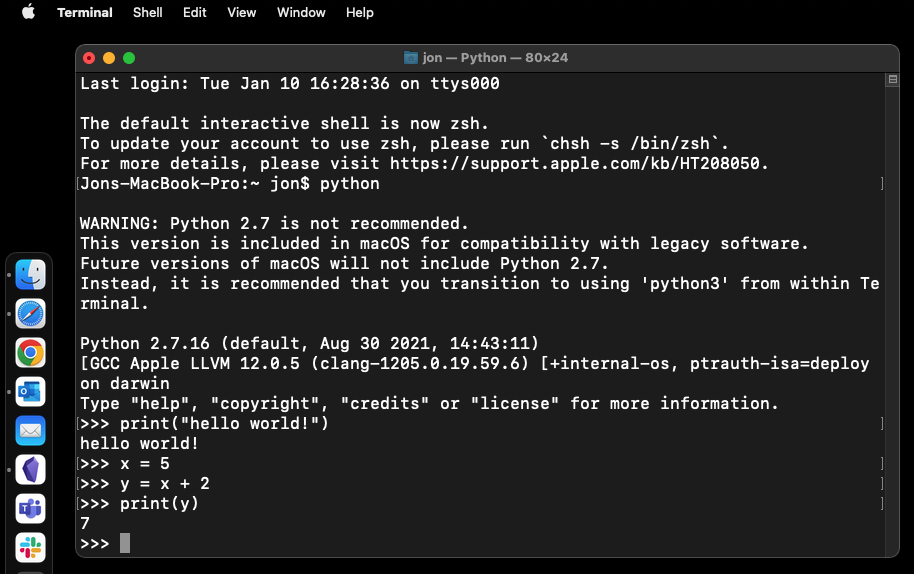 Terminal Shell Edit View Window Help
jon — Python — 80×24
Last login: Tue Jan 10 16:28:36 on ttys000
The default interactive shell is now zsh.
To update your account to use zsh, please run `chsh -s /bin/zsh`.
For more details, please visit https://support.apple.com/kb/HT208050.
[Jons-MacBook-Pro:~ jon$ python ]
WARNING: Python 2.7 is not recommended.
This version is included in macOS for compatibility with legacy software.
Future versions of macOS will not include Python 2.7.
Instead, it is recommended that you transition to using 'python3' from within Te
rminal.
Python 2.7.16 (default, Aug 30 2021, 14:43:11)
[GCC Apple LLVM 12.0.5 (clang-1205.0.19.59.6) [+internal-os, ptrauth-isa=deploy
on darwin
Type "help", "copyright", "credits" or "license" for more information.
[>>> print("hello world!") ]
hello world!
[>>> x = 5 ]
[>>> y = x + 2 ]
[>>> print(y) ]
7
>>>